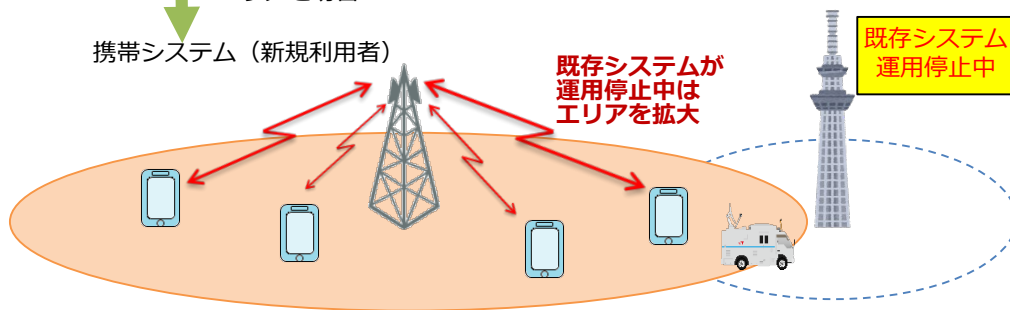 携帯システム（新規利用者）
既存システムが
運用停止中は
エリアを拡大
既存システム
運用停止中